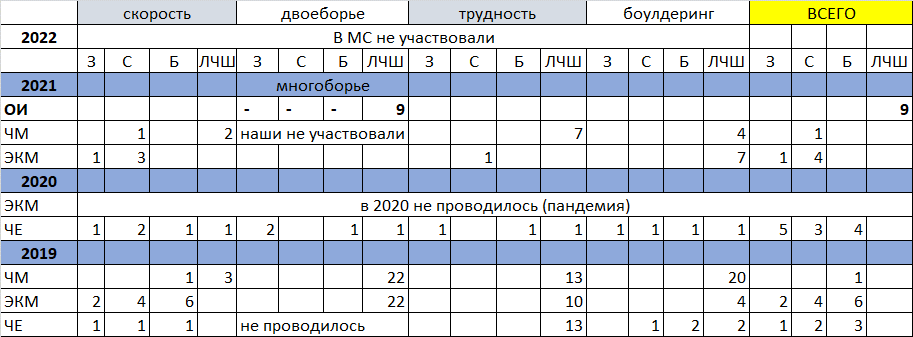 скорость двоеборье трудность боулдеринг ВСЕГО
2022 В МС не участвовали
З С Б ЛЧШ З С Б ЛЧШ З С Б ЛЧШ З С Б ЛЧШ З С Б ЛЧШ
2021 многоборье
ОИ - - - 9 9
ЧМ 1 2 наши не участвовали 7 4 1
ЭКМ 1 3 1 7 1 4
2020
ЭКМ в 2020 не проводилось (пандемия)
ЧЕ 1 2 1 1 2 1 1 1 1 1 1 1 1 1 5 3 4
2019
ЧМ 1 3 22 13 20 1
ЭКМ 2 4 6 22 10 4 2 4 6
ЧЕ 1 1 1 не проводилось 13 1 2 2 1 2 3